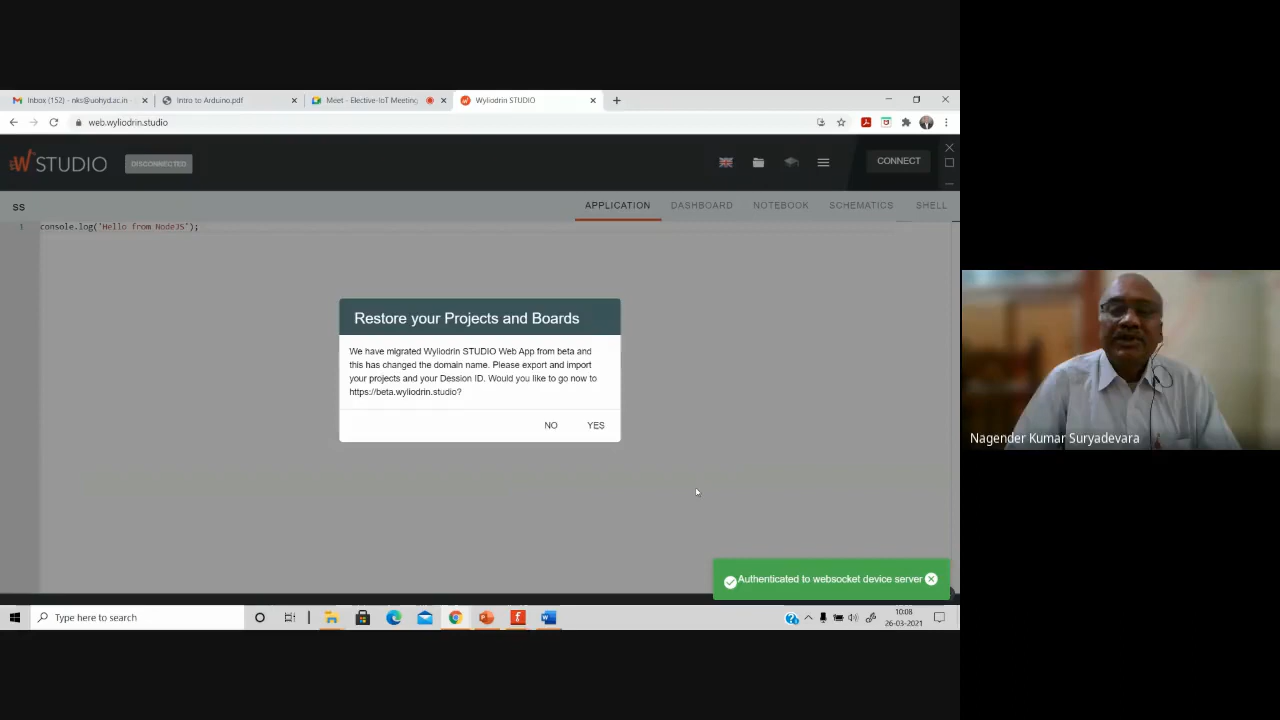 Inbox (152) - nks@uohyd.ac.in -
Intro to Arduino.pdf
Meet - Elective-IoT Meeting
Wyliodrin STUDIO
web.wyliodrin.studio
STUDIO
DISCONNECTED
CONNECT
SS
APPLICATION
DASHBOARD
NOTEBOOK
SCHEMATICS
SHELL
1 console.log('Hello from NodeJS');
Restore your Projects and Boards
We have migrated Wyliodrin STUDIO Web App from beta and
this has changed the domain name. Please export and import
your projects and your Dession ID. Would you like to go now to
https://beta.wyliodrin.studio?
NO
YES
Nagender Kumar Suryadevara
Authenticated to websocket device server
Type here to search
10:08
26-03-2021